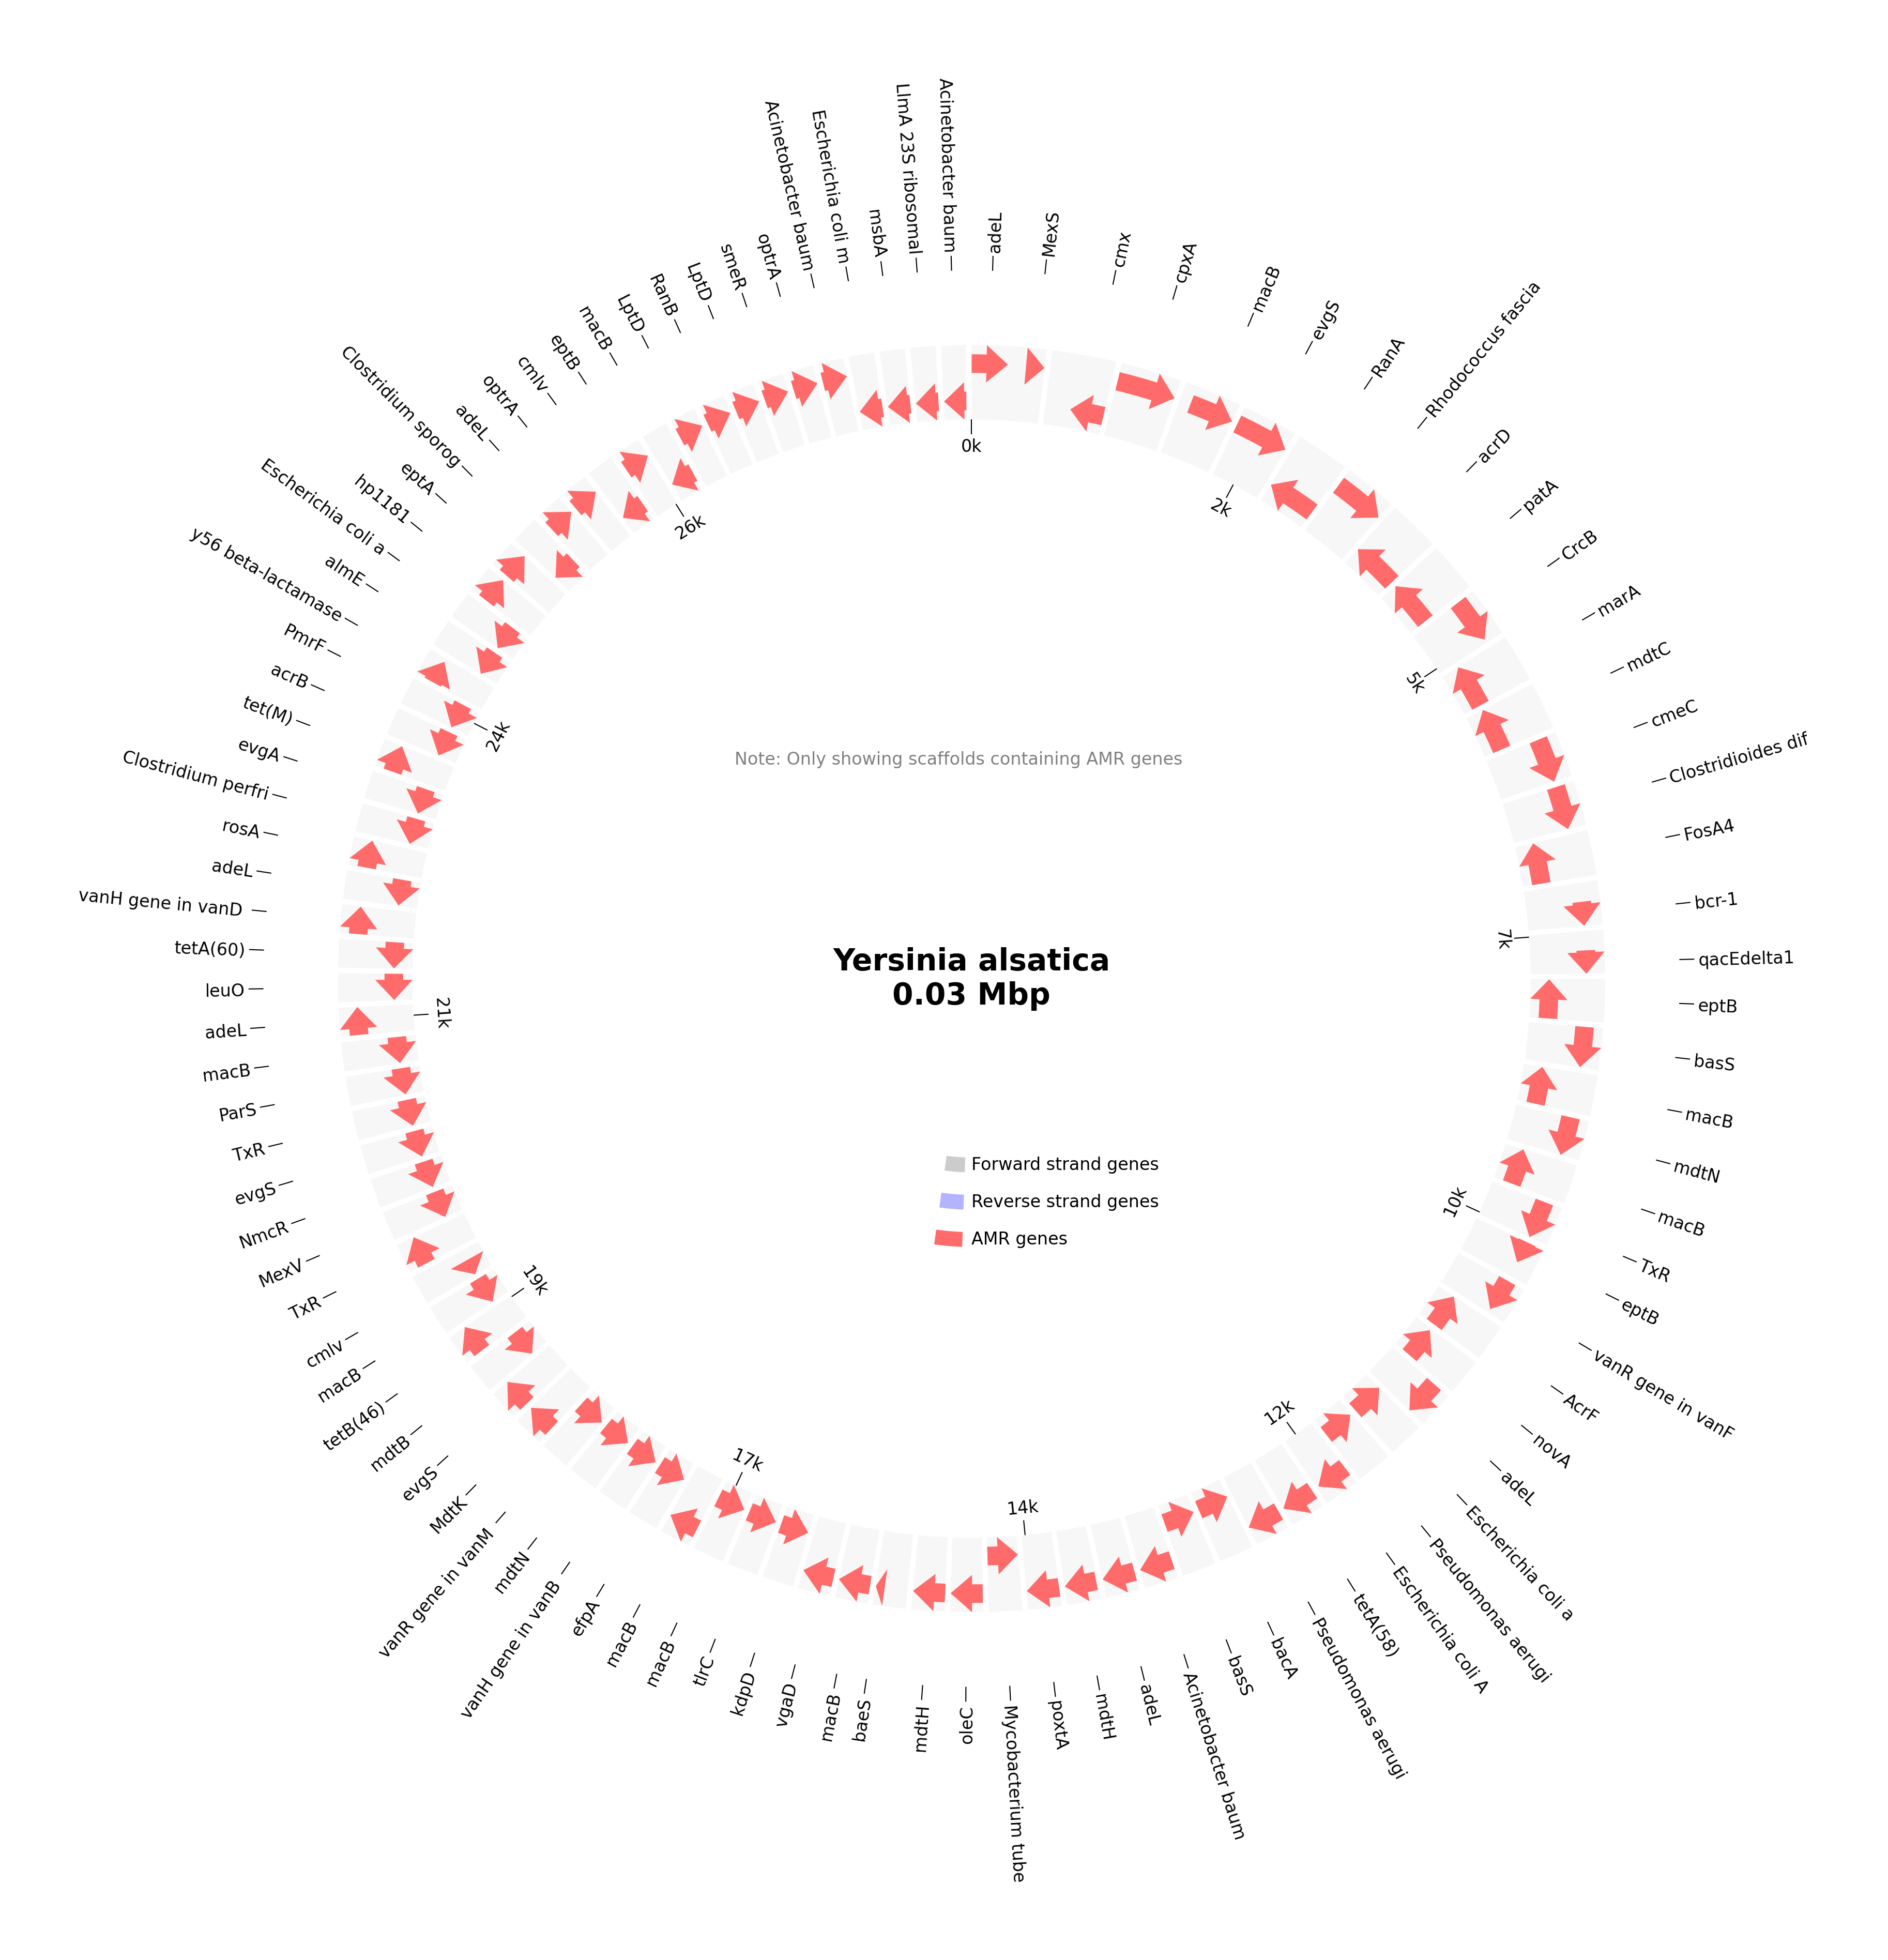 adeL
MexS
cmx
cpxA
macB
evgS
RanA
Rhodococcus fascia
acrD
patA
CrcB
marA
mdtC
cmeC
Clostridioides dif
FosA4
bcr-1
qacEdelta1
eptB
basS
macB
mdtN
macB
TxR
eptB
vanR gene in vanF
AcrF
novA
adeL
Escherichia coli a
Pseudomonas aerugi
Escherichia coli A
tetA(58)
Pseudomonas aerugi
bacA
basS
Acinetobacter baum
adeL
mdtH
poxtA
Mycobacterium tube
oleC
mdtH
baeS
macB
vgaD
kdpD
tlrC
macB
macB
efpA
vanH gene in vanB
mdtN
vanR gene in vanM
MdtK
evgS
mdtB
tetB(46)
macB
cmlv
TxR
MexV
NmcR
evgS
TxR
ParS
macB
adeL
leuO
tetA(60)
vanH gene in vanD
adeL
rosA
Clostridium perfri
evgA
tet(M)
acrB
PmrF
y56 beta-lactamase
almE
Escherichia coli a
hp1181
eptA
Clostridium sporog
adeL
optrA
cmlv
eptB
macB
LptD
RanB
LptD
smeR
optrA
Acinetobacter baum
Escherichia coli m
msbA
LlmA 23S ribosomal
Acinetobacter baum
0k
2k
5k
7k
10k
12k
14k
17k
19k
21k
24k
26k
Note: Only showing scaffolds containing AMR genes
Yersinia alsatica
0.03 Mbp
Forward strand genes
Reverse strand genes
AMR genes